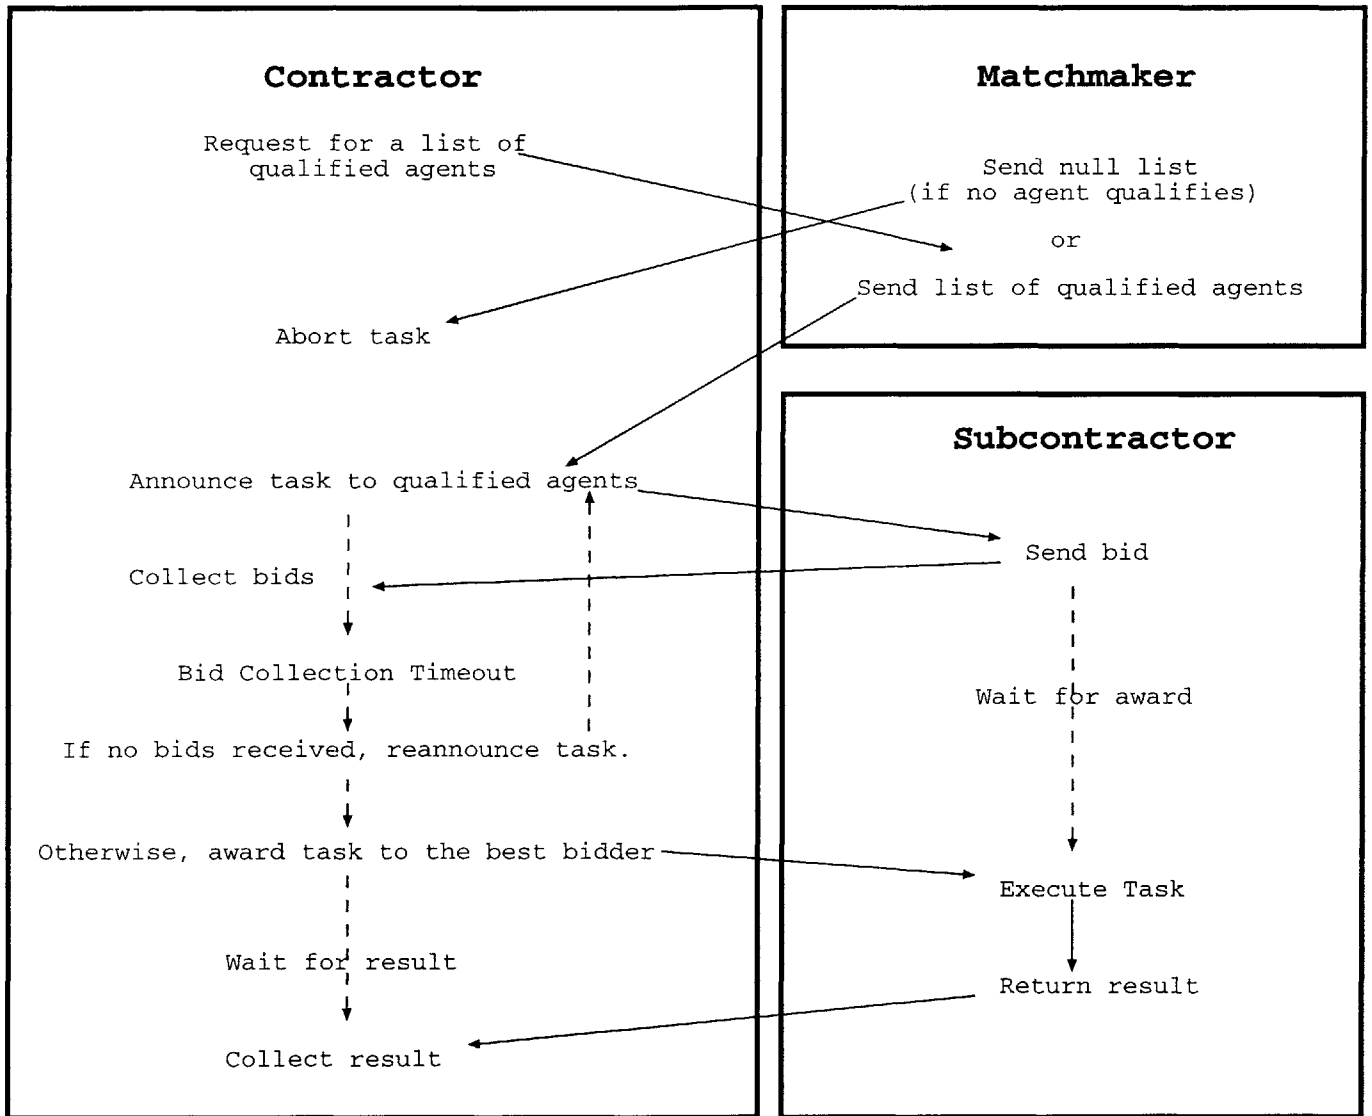 Contractor
Request for a list of
qualified agents
Abort task
Announce task to qualified agents
Collect bids
Bid Collection Timeout
If no bids received, reannounce task.
Otherwise, award task to the best bidder
Wait for result
Collect result
Matchmaker
Send null list
(if no agent qualifies)
or
Send list of qualified agents
Subcontractor
Send bid
Wait for award
Execute Task
Return result